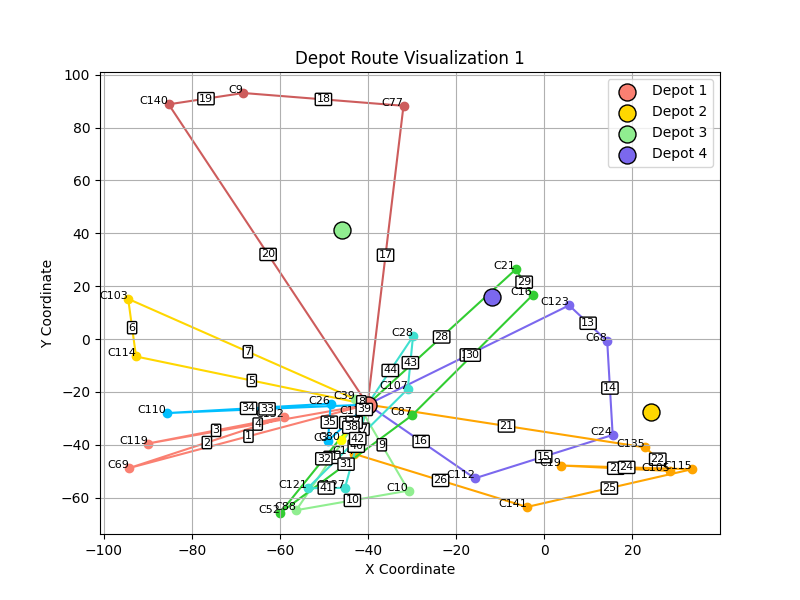 Depot Route Visualization 1
Depot 1
Depot 2
Depot 3
Depot 4
Y Coordinate
100
80
60
40
20
0
−20
−40
−60
−100
−80
−60
−40
−20
0
20
X Coordinate
C140
19
C9
18
C77
20
17
C21
29
C16
C123
13
C68
C103
6
C114
7
5
C28
43
44
28
30
C107
14
C110
34
33
C26
C39
8
39
C87
21
C24
C135
22
C119
3
2
4
1
C69
35
38
42
9
16
15
C19
24
C105
C115
32
31
C112
26
25
C141
C121
41
10
C10
C52
C88